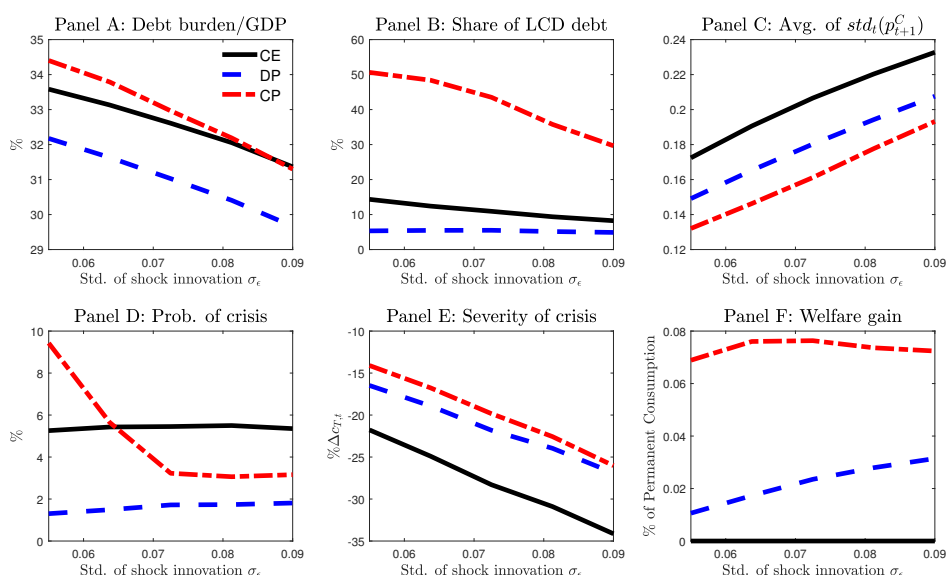 Panel A: Debt burden/GDP
35
34
33
32
31
30
29
%
CE
DP
CP
0.06 0.07 0.08 0.09
Std. of shock innovation σ_ϵ
Panel B: Share of LCD debt
60
50
40
30
20
10
0
%
0.06 0.07 0.08 0.09
Std. of shock innovation σ_ϵ
Panel C: Avg. of std_t(p^C_{t+1})
0.24
0.22
0.2
0.18
0.16
0.14
0.12
0.06 0.07 0.08 0.09
Std. of shock innovation σ_ϵ
Panel D: Prob. of crisis
10
8
6
4
2
0
%
0.06 0.07 0.08 0.09
Std. of shock innovation σ_ϵ
Panel E: Severity of crisis
-10
-15
-20
-25
-30
-35
%Δc_{T,t}
0.06 0.07 0.08 0.09
Std. of shock innovation σ_ϵ
Panel F: Welfare gain
0.08
0.06
0.04
0.02
0
% of Permanent Consumption
0.06 0.07 0.08 0.09
Std. of shock innovation σ_ϵ